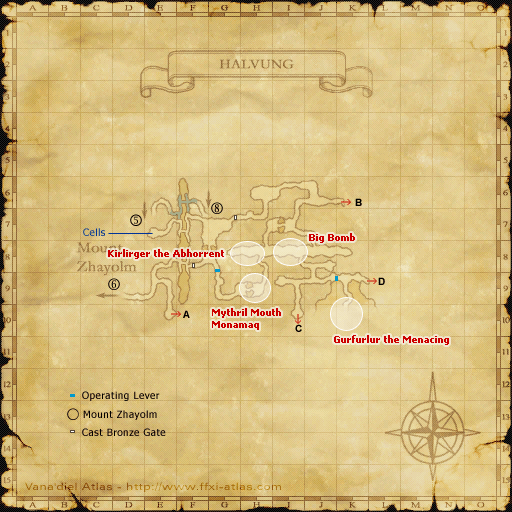 A B C D E F G H I J K L M N O
HALVUNG
1
2
3
4
5
6
7
8
9
10
11
12
13
14
15
5
8
B
Cells
Mount
Zhayolm
Kirlirger the Abhorrent
Big Bomb
6
D
A
Mythril Mouth
Monamaq
C
Gurfurlur the Menacing
Operating Lever
Mount Zhayolm
Cast Bronze Gate
Vana'diel Atlas - http://www.ffxi-atlas.com